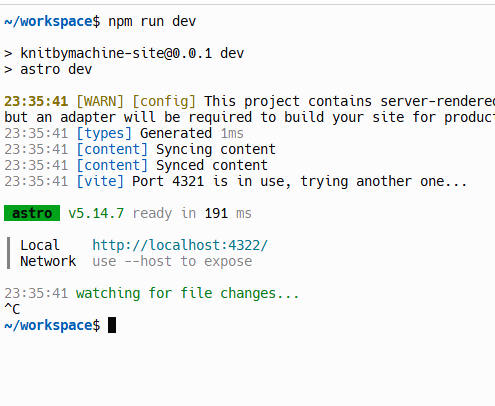 ~/workspace$ npm run dev
> knitbymachine-site@0.0.1 dev
> astro dev
23:35:41 [WARN] [config] This project contains server-rendered
but an adapter will be required to build your site for product
23:35:41 [types] Generated 1ms
23:35:41 [content] Syncing content
23:35:41 [content] Synced content
23:35:41 [vite] Port 4321 is in use, trying another one...
astro v5.14.7 ready in 191 ms
Local http://localhost:4322/
Network use --host to expose
23:35:41 watching for file changes...
^C
~/workspace$